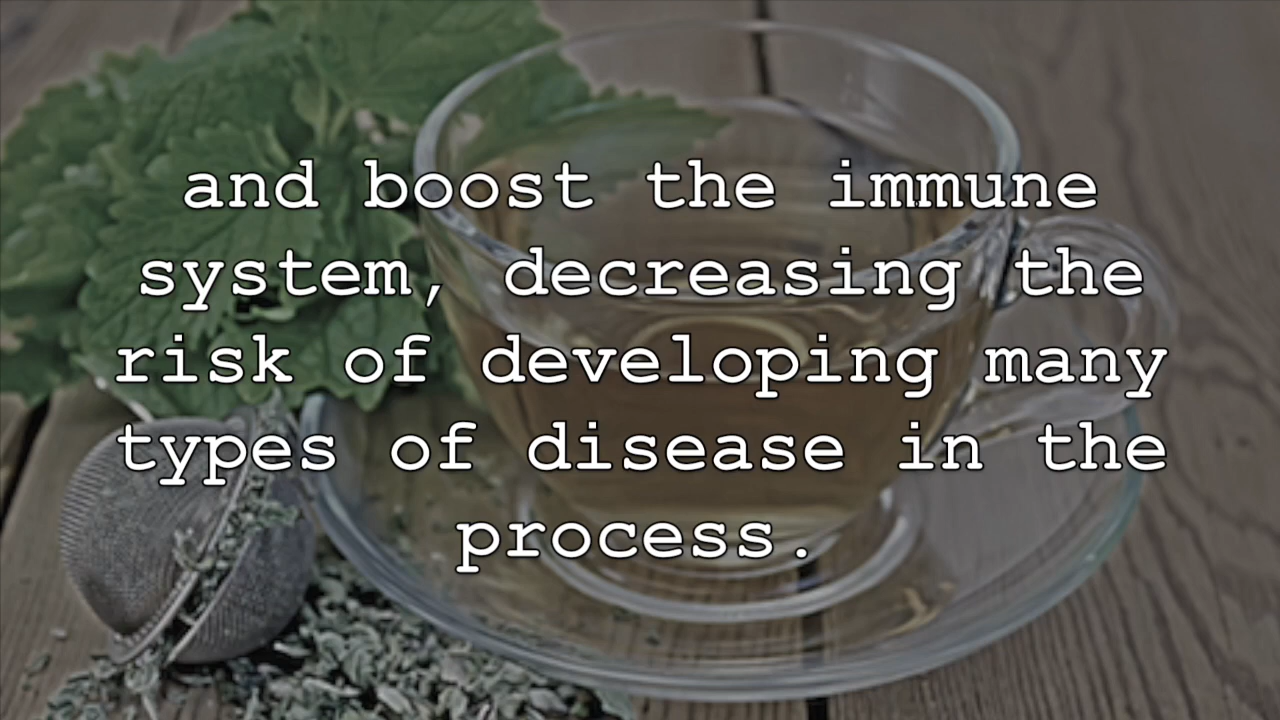 and boost the immune
system, decreasing the
risk of developing many
types of disease in the
process.